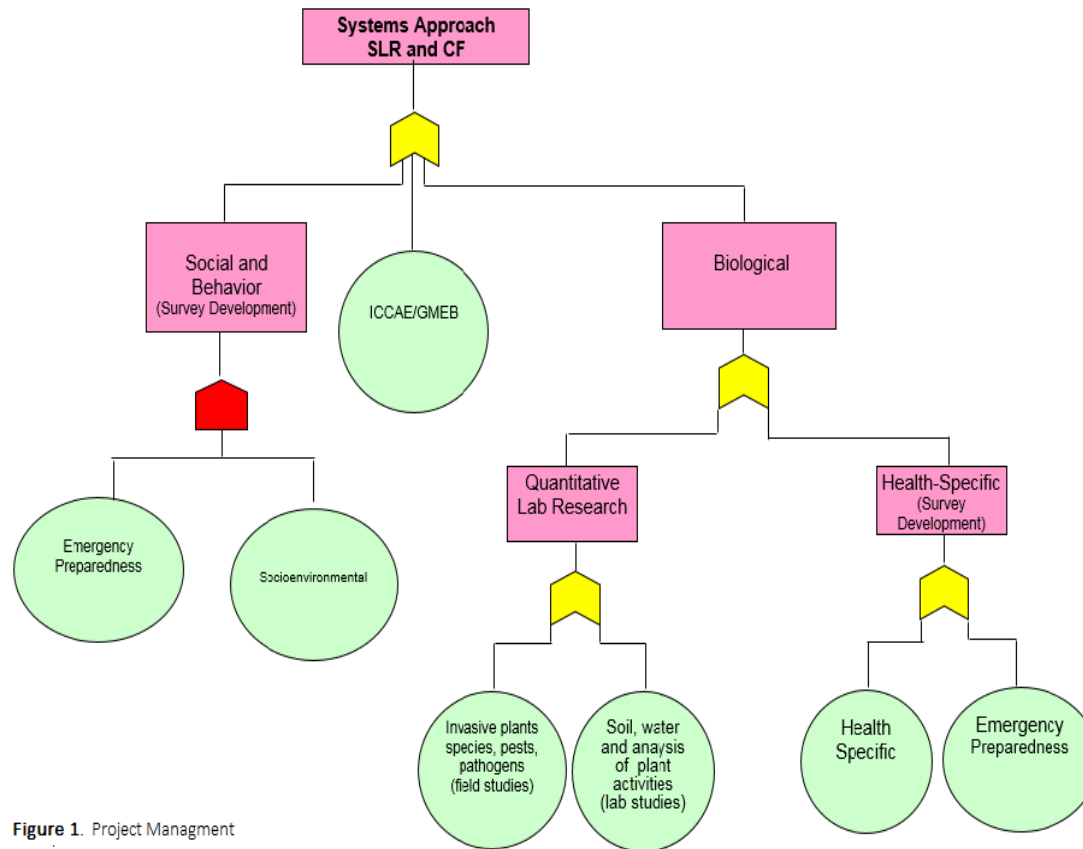 Systems Approach
SLR and CF
Social and
Behavior
(Survey Development)
ICCAE/GMEB
Biological
Emergency
Preparedness
Socioenvironmental
Quantitative
Lab Research
Health-Specific
(Survey
Development)
Invasive plants
species, pests,
pathogens
(field studies)
Soil, water
and anaysis
of plant
activities
(lab studies)
Health
Specific
Emergency
Preparedness
Figure 1. Project Managment